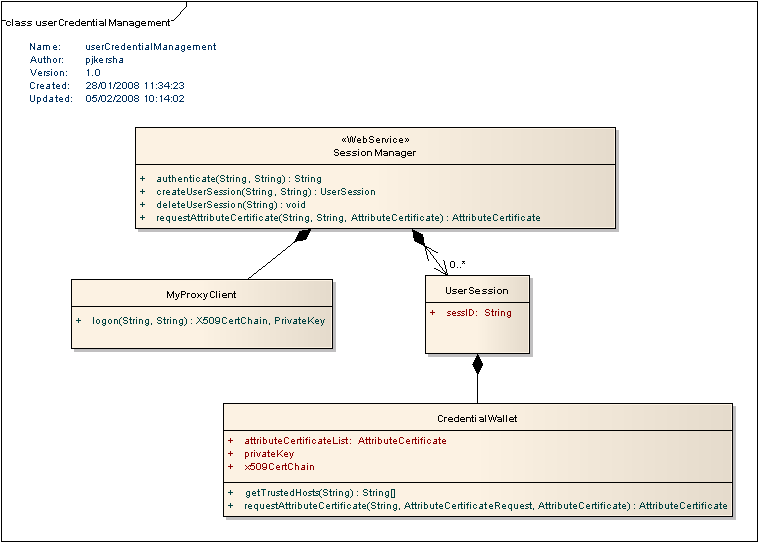 class userCredentialManagement
Name: userCredentialManagement
Author: pjkersha
Version: 1.0
Created: 28/01/2008 11:34:23
Updated: 05/02/2008 10:14:02
«WebService»
SessionManager
+ authenticate(String, String) : String
+ createUserSession(String, String) : UserSession
+ deleteUserSession(String) : void
+ requestAttributeCertificate(String, String, AttributeCertificate) : AttributeCertificate
0..*
MyProxyClient
+ logon(String, String) : X509CertChain, PrivateKey
UserSession
+ sessID: String
CredentialWallet
+ attributeCertificateList: AttributeCertificate
+ privateKey
+ x509CertChain
+ getTrustedHosts(String) : String[]
+ requestAttributeCertificate(String, AttributeCertificateRequest, AttributeCertificate) : AttributeCertificate